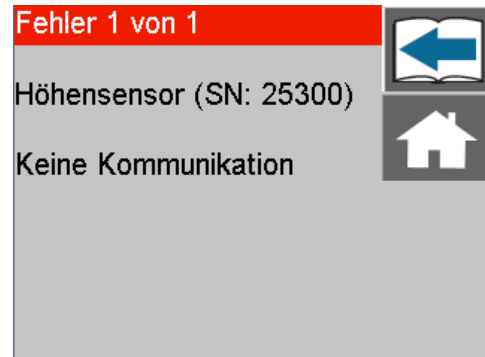 Fehler 1 von 1
Höhensensor (SN: 25300)
Keine Kommunikation